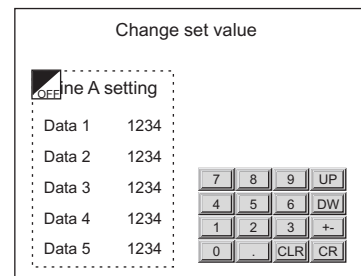 Change set value
OFF ine A setting
Data 1 1234
Data 2 1234
Data 3 1234
Data 4 1234
Data 5 1234
7 8 9 UP
4 5 6 DW
1 2 3 +-
0 . CLR CR